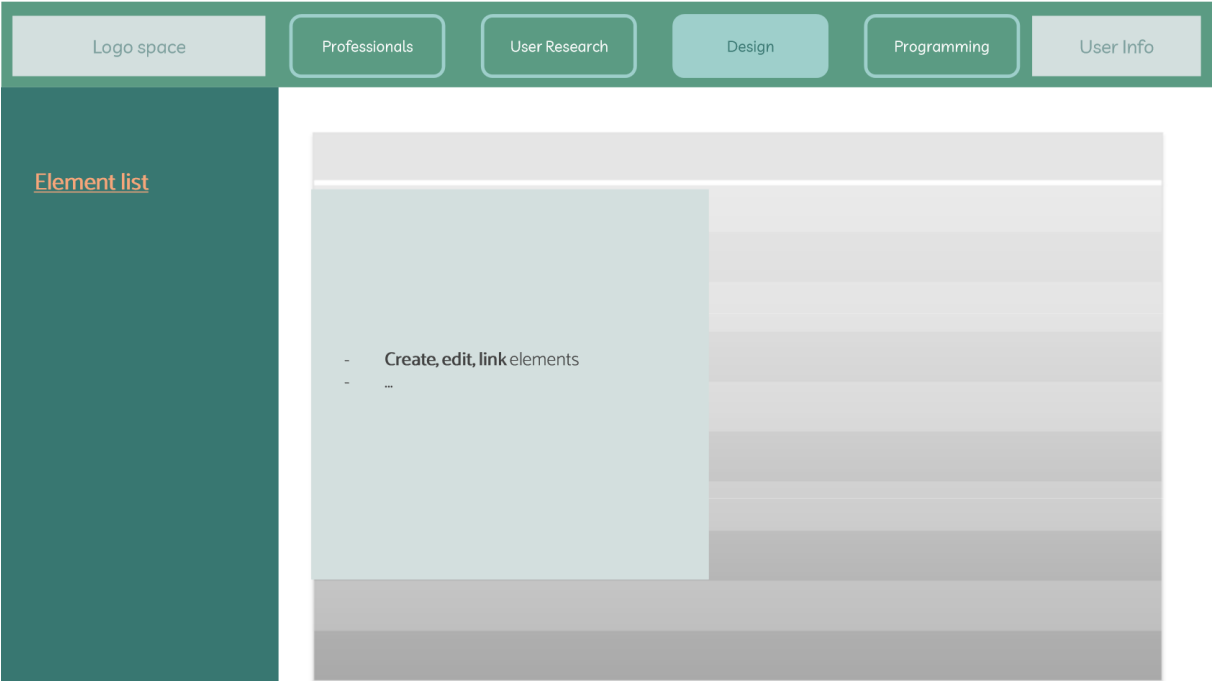 Logo space
Professionals
User Research
Design
Programming
User Info
Element list
- Create, edit, link elements
- ...